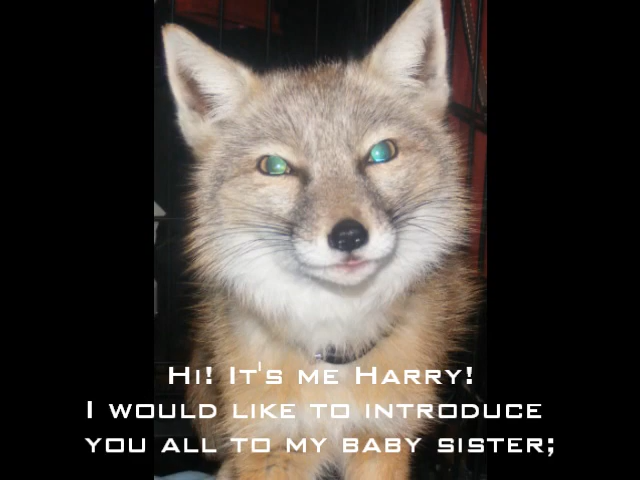 Hi! It's me Harry!
I would like to introduce
you all to my baby sister;